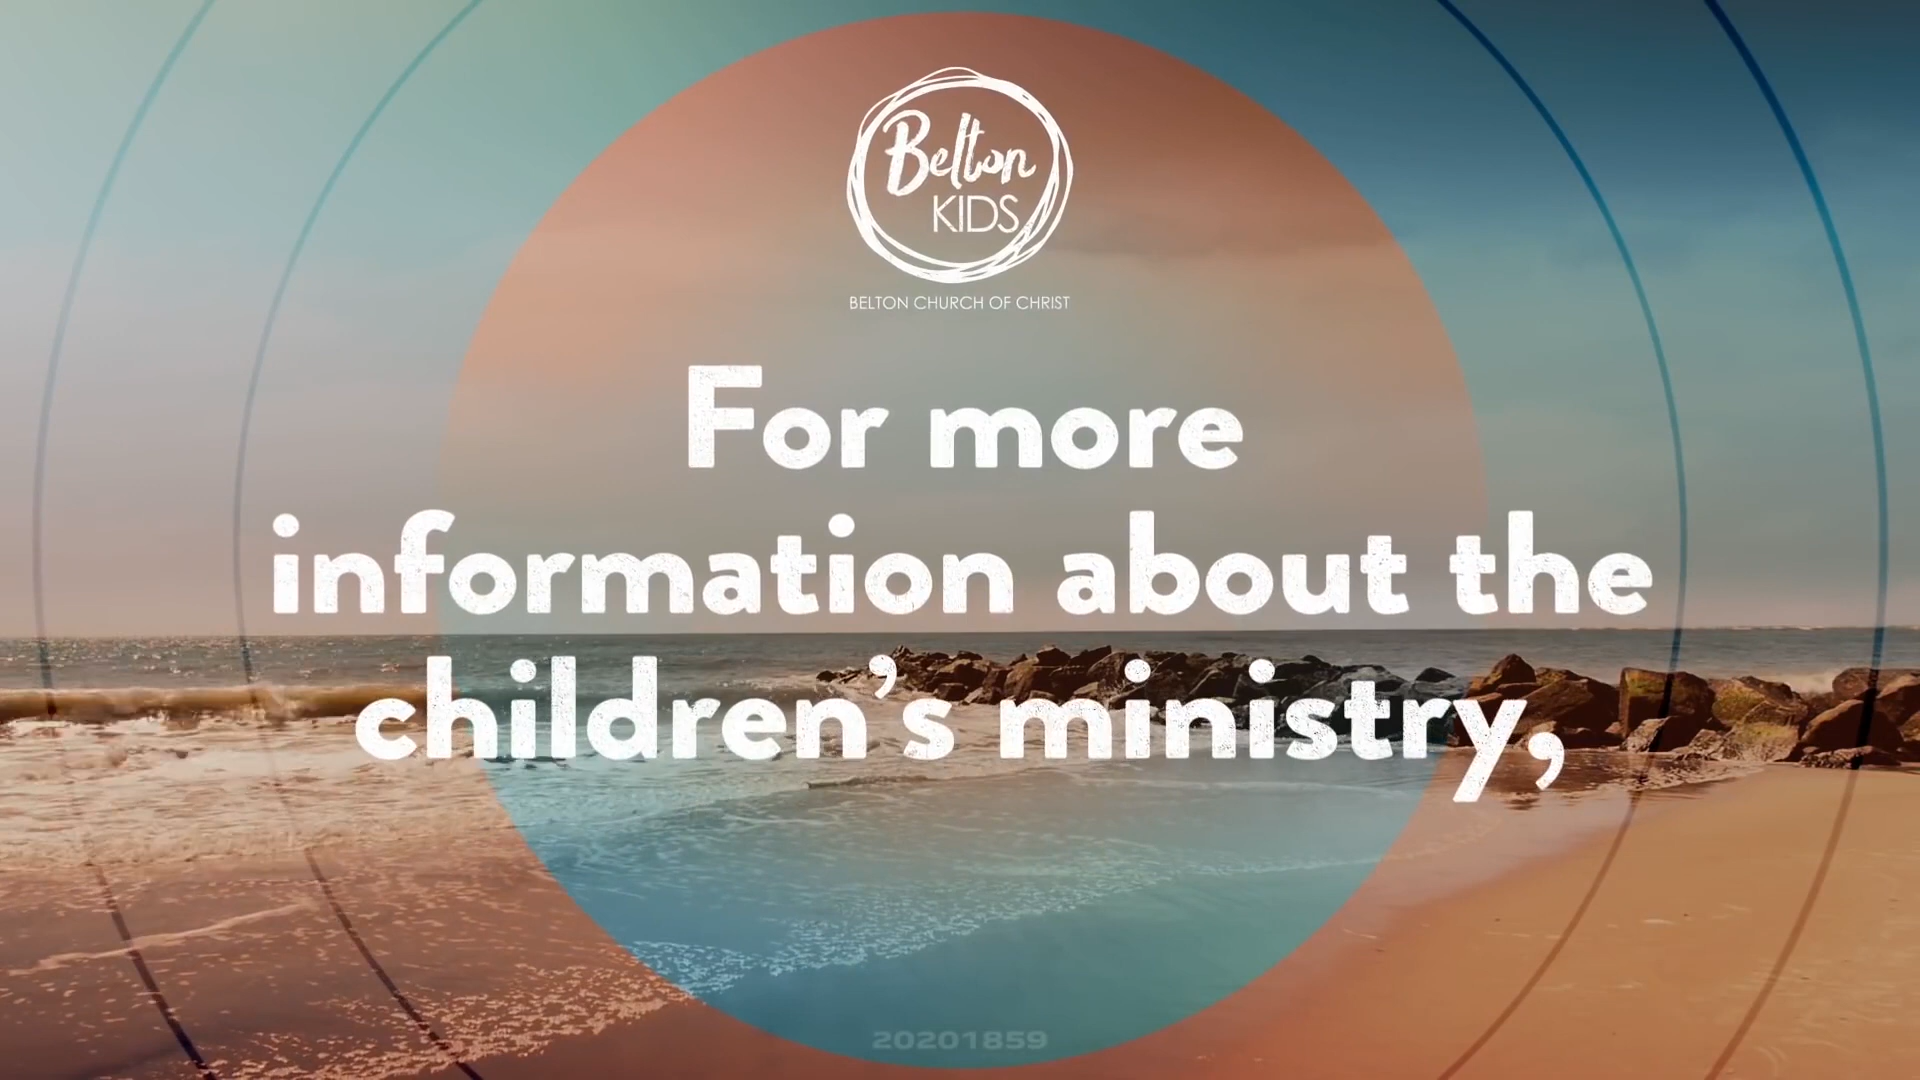 Belton
KIDS
BELTON CHURCH OF CHRIST
For more
information about the
children’s ministry,
20201859